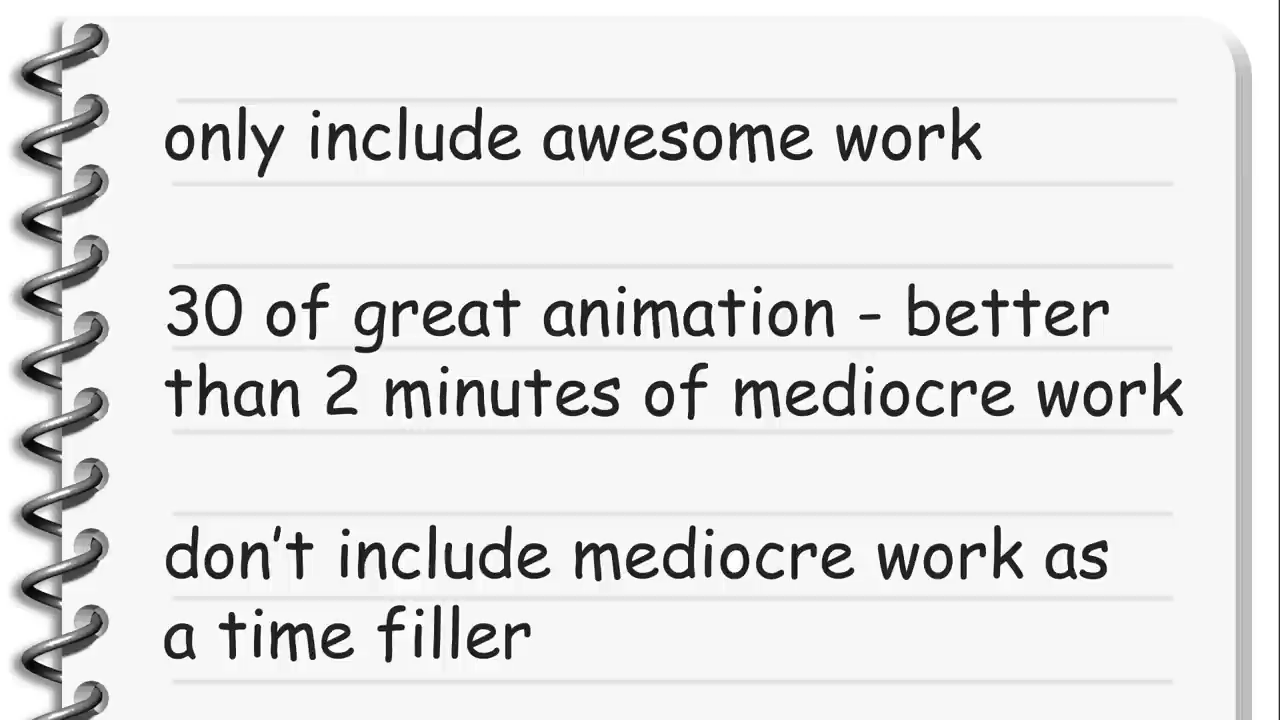 only include awesome work
30 of great animation - better
than 2 minutes of mediocre work
don't include mediocre work as
a time filler